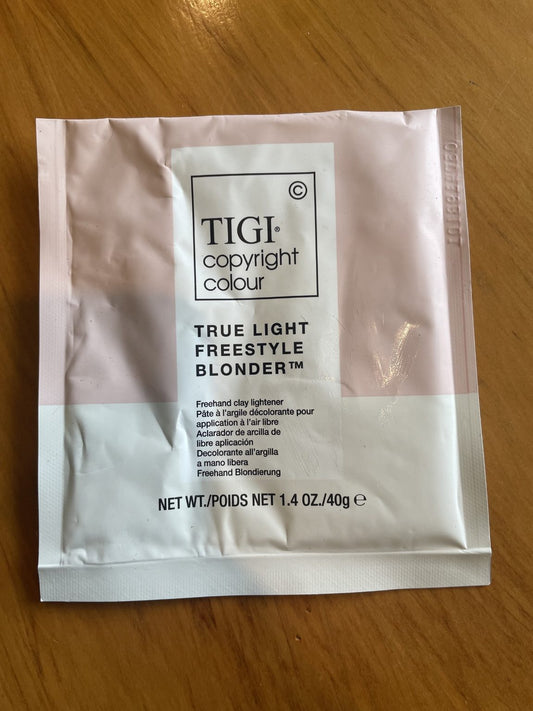 ©
TIGI®
copyright
colour
TRUE LIGHT
FREESTYLE
BLONDER™
Freehand clay lightener
Pâte à l'argile décolorante pour
application à l'air libre
Aclarador de arcilla de
libre aplicación
Decolorante all'argilla
a mano libera
Freehand Blondierung
NET WT./POIDS NET 1.4 OZ./40g ℮